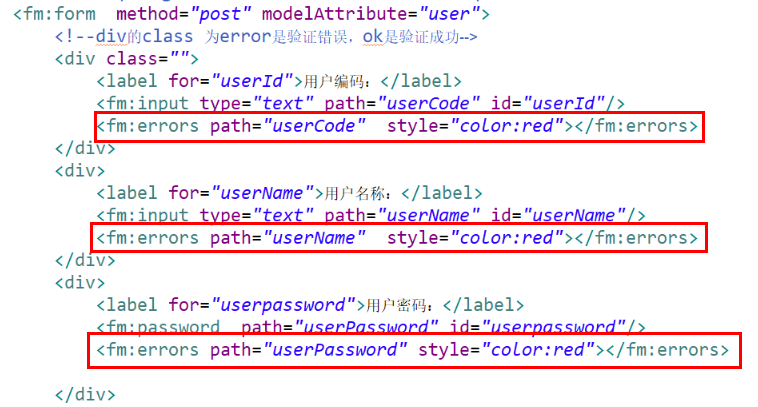 <fm:form  method="post" modelAttribute="user">
<!--div的class 为error是验证错误，ok是验证成功-->
<div class="">
<label for="userId">用户编码：</label>
<fm:input type="text" path="userCode" id="userId"/>
<fm:errors path="userCode"  style="color:red"></fm:errors>
</div>
<div>
<label for="userName">用户名称：</label>
<fm:input type="text" path="userName" id="userName"/>
<fm:errors path="userName"  style="color:red"></fm:errors>
</div>
<div>
<label for="userpassword">用户密码：</label>
<fm:password  path="userPassword" id="userpassword"/>
<fm:errors path="userPassword" style="color:red"></fm:errors>
</div>